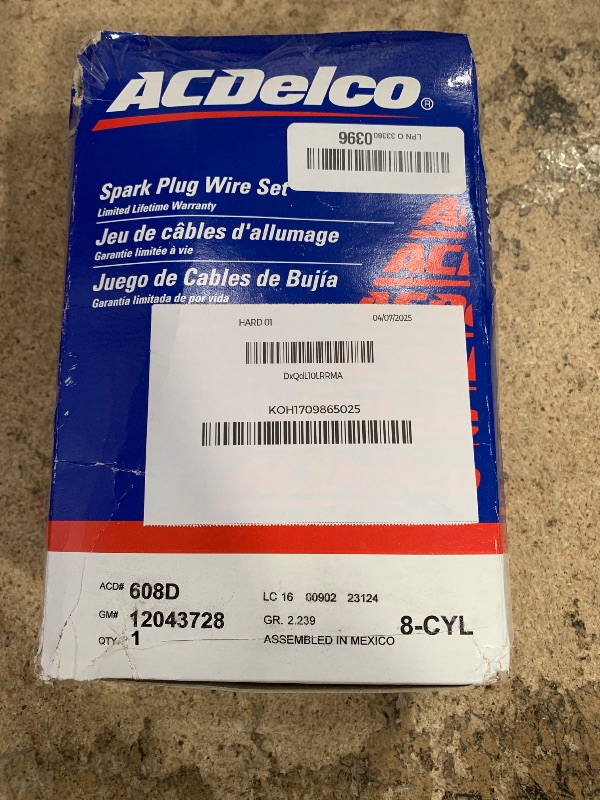 ACDelco®
LPN O 33380
0396
Spark Plug Wire Set
Limited Lifetime Warranty
Jeu de câbles d'allumage
Garantie limitée à vie
Juego de Cables de Bujía
Garantía limitada de por vida
HARD 01 04/07/2025
DxQdL10LRRMA
KOH1709865025
ACD# 608D LC 16 00902 23124
GM# 12043728 GR. 2.239 8-CYL
QTY. 1 ASSEMBLED IN MEXICO